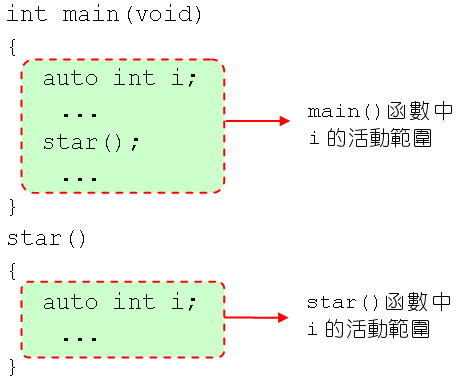 int main(void)
{
auto int i;
...
star();
...
}
main()函數中
i 的活動範圍
star()
{
auto int i;
...
}
star()函數中
i 的活動範圍